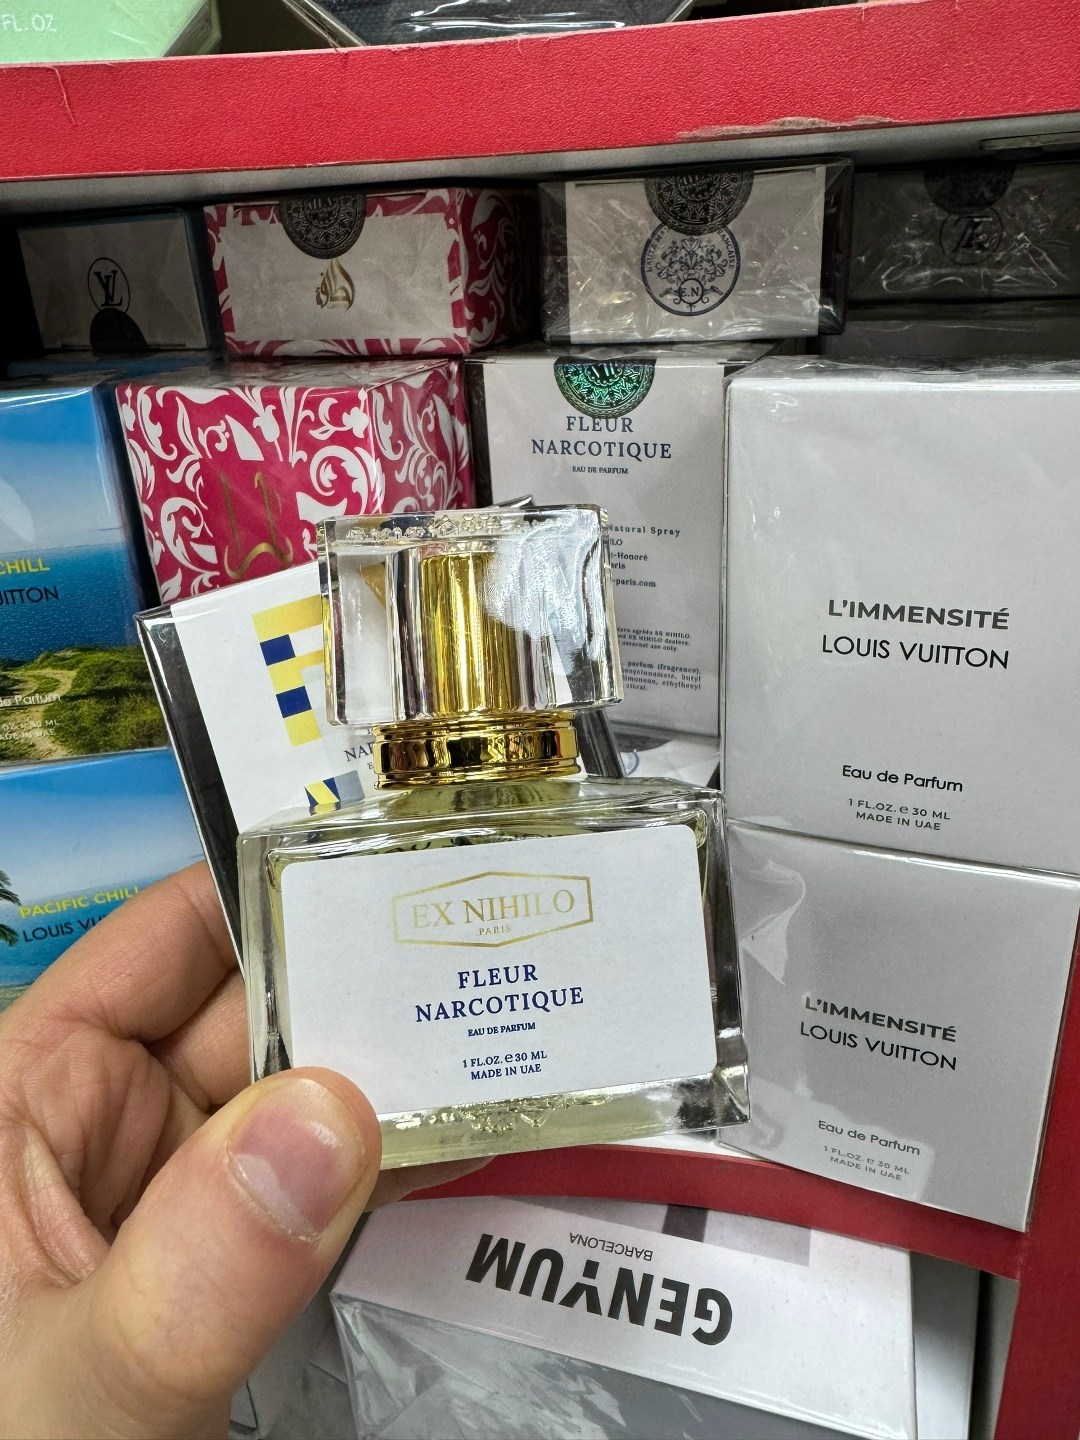 FL.OZ
LV
E.N
FLEUR
NARCOTIQUE
EAU DE PARFUM
Natural Spray
-Honoré
-paris.com
parfum (fragrance),
CHILL
UITTON
de Parfum
MADE IN UAE
PACIFIC CHILL
LOUIS VU
L'IMMENSITÉ
LOUIS VUITTON
Eau de Parfum
1 FL.OZ. e 30 ML
MADE IN UAE
EX NIHILO
PARIS
FLEUR
NARCOTIQUE
EAU DE PARFUM
1 FL.OZ. e 30 ML
MADE IN UAE
L'IMMENSITÉ
LOUIS VUITTON
Eau de Parfum
1 FL.OZ. e 30 ML
MADE IN UAE
GENYUM
BARCELONA